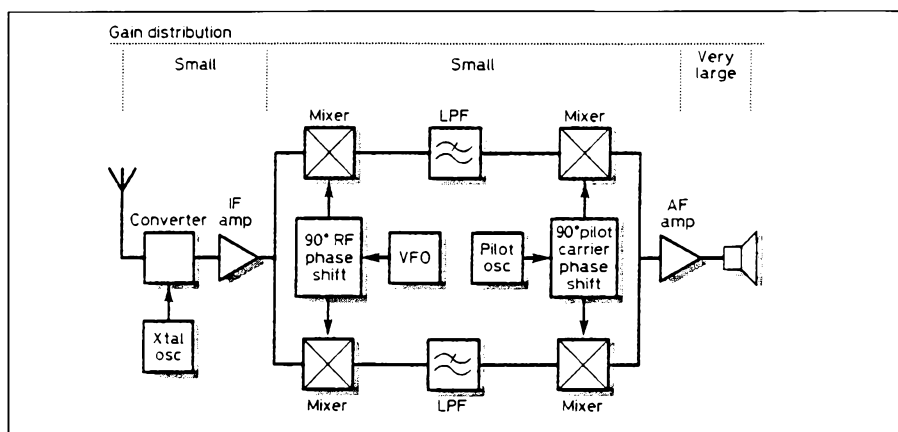 Gain distribution
Small
Small
Very
large
Mixer
LPF
Mixer
Converter
IF
amp
AF
amp
90° RF
phase
shift
VFO
Pilot
osc
90° pilot
carrier
phase
shift
Xtal
osc
Mixer
LPF
Mixer